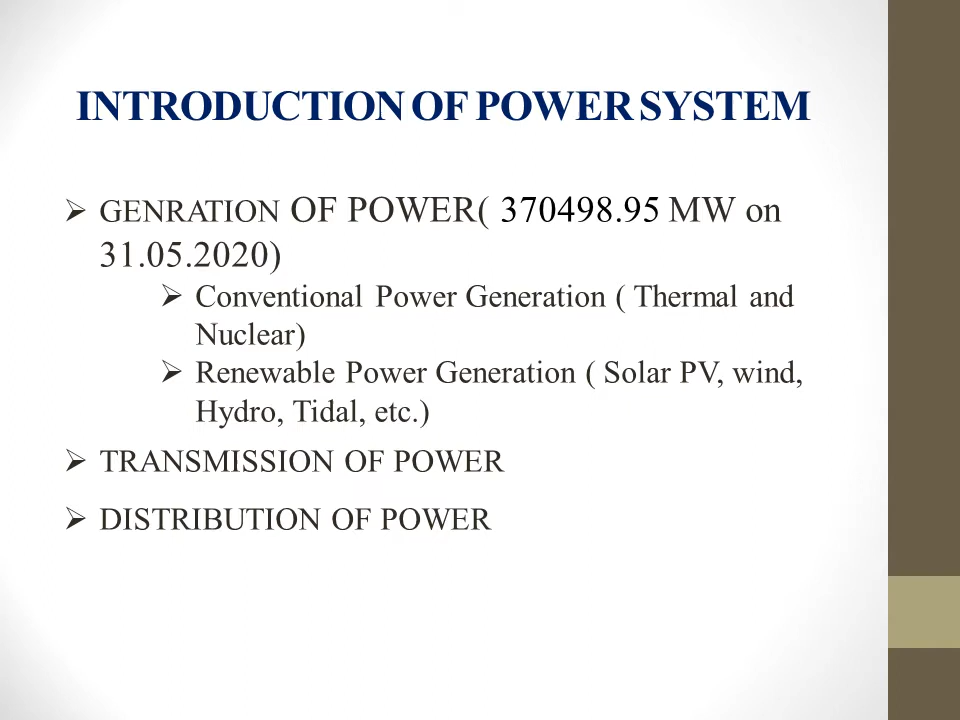 INTRODUCTION OF POWER SYSTEM
➢ GENRATION OF POWER( 370498.95 MW on
31.05.2020)
➢ Conventional Power Generation ( Thermal and
Nuclear)
➢ Renewable Power Generation ( Solar PV, wind,
Hydro, Tidal, etc.)
➢ TRANSMISSION OF POWER
➢ DISTRIBUTION OF POWER